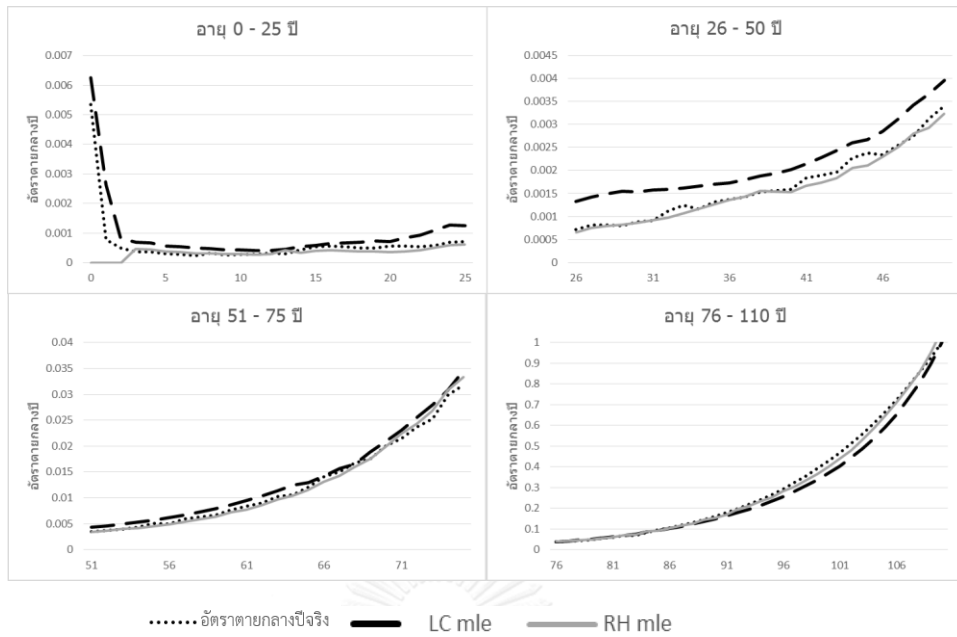 อายุ 0 - 25 ปี
อัตราตายกลางปี
0.007
0.006
0.005
0.004
0.003
0.002
0.001
0
0 5 10 15 20 25
อายุ 26 - 50 ปี
อัตราตายกลางปี
0.0045
0.004
0.0035
0.003
0.0025
0.002
0.0015
0.001
0.0005
0
26 31 36 41 46
อายุ 51 - 75 ปี
อัตราตายกลางปี
0.04
0.035
0.03
0.025
0.02
0.015
0.01
0.005
0
51 56 61 66 71
อายุ 76 - 110 ปี
อัตราตายกลางปี
1
0.9
0.8
0.7
0.6
0.5
0.4
0.3
0.2
0.1
0
76 81 86 91 96 101 106
อัตราตายกลางปีจริง LC mle RH mle